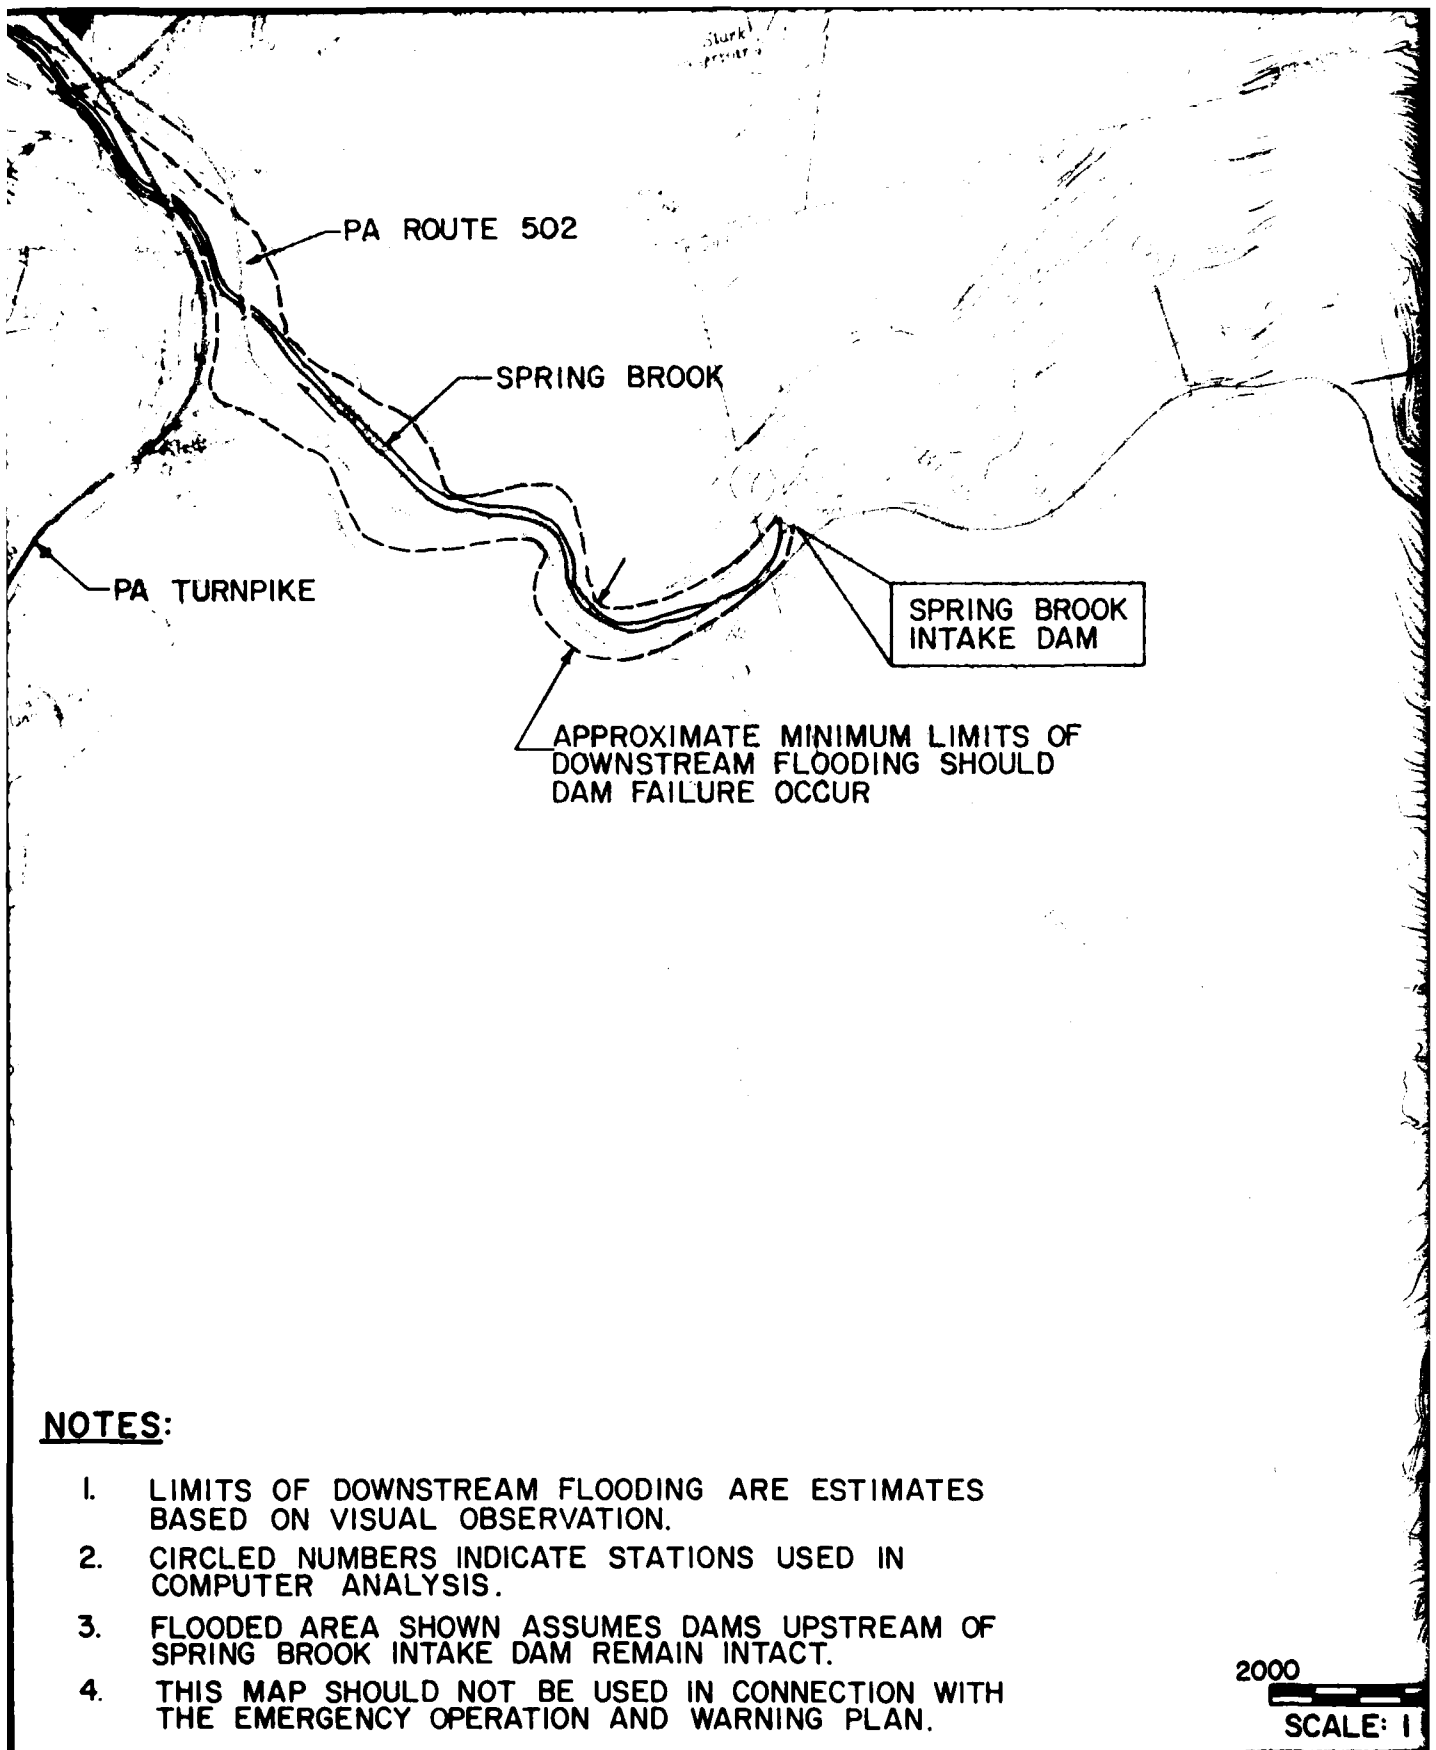 Stark
PA ROUTE 502
SPRING BROOK
PA TURNPIKE
SPRING BROOK
INTAKE DAM
APPROXIMATE MINIMUM LIMITS OF
DOWNSTREAM FLOODING SHOULD
DAM FAILURE OCCUR
NOTES:
1. LIMITS OF DOWNSTREAM FLOODING ARE ESTIMATES
BASED ON VISUAL OBSERVATION.
2. CIRCLED NUMBERS INDICATE STATIONS USED IN
COMPUTER ANALYSIS.
3. FLOODED AREA SHOWN ASSUMES DAMS UPSTREAM OF
SPRING BROOK INTAKE DAM REMAIN INTACT.
4. THIS MAP SHOULD NOT BE USED IN CONNECTION WITH
THE EMERGENCY OPERATION AND WARNING PLAN.
2000
SCALE: 1